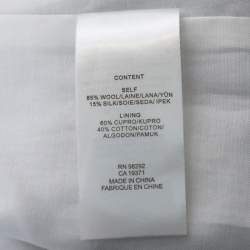 CONTENT
SELF
85% WOOL/LAINE/LANA/YÜN
15% SILK/SOIE/SEDA/ IPEK
LINING
60% CUPRO/KUPRO
40% COTTON/COTON/
ALGODON/PAMUK
RN 56292
CA 19371
MADE IN CHINA
FABRIQUE EN CHINE